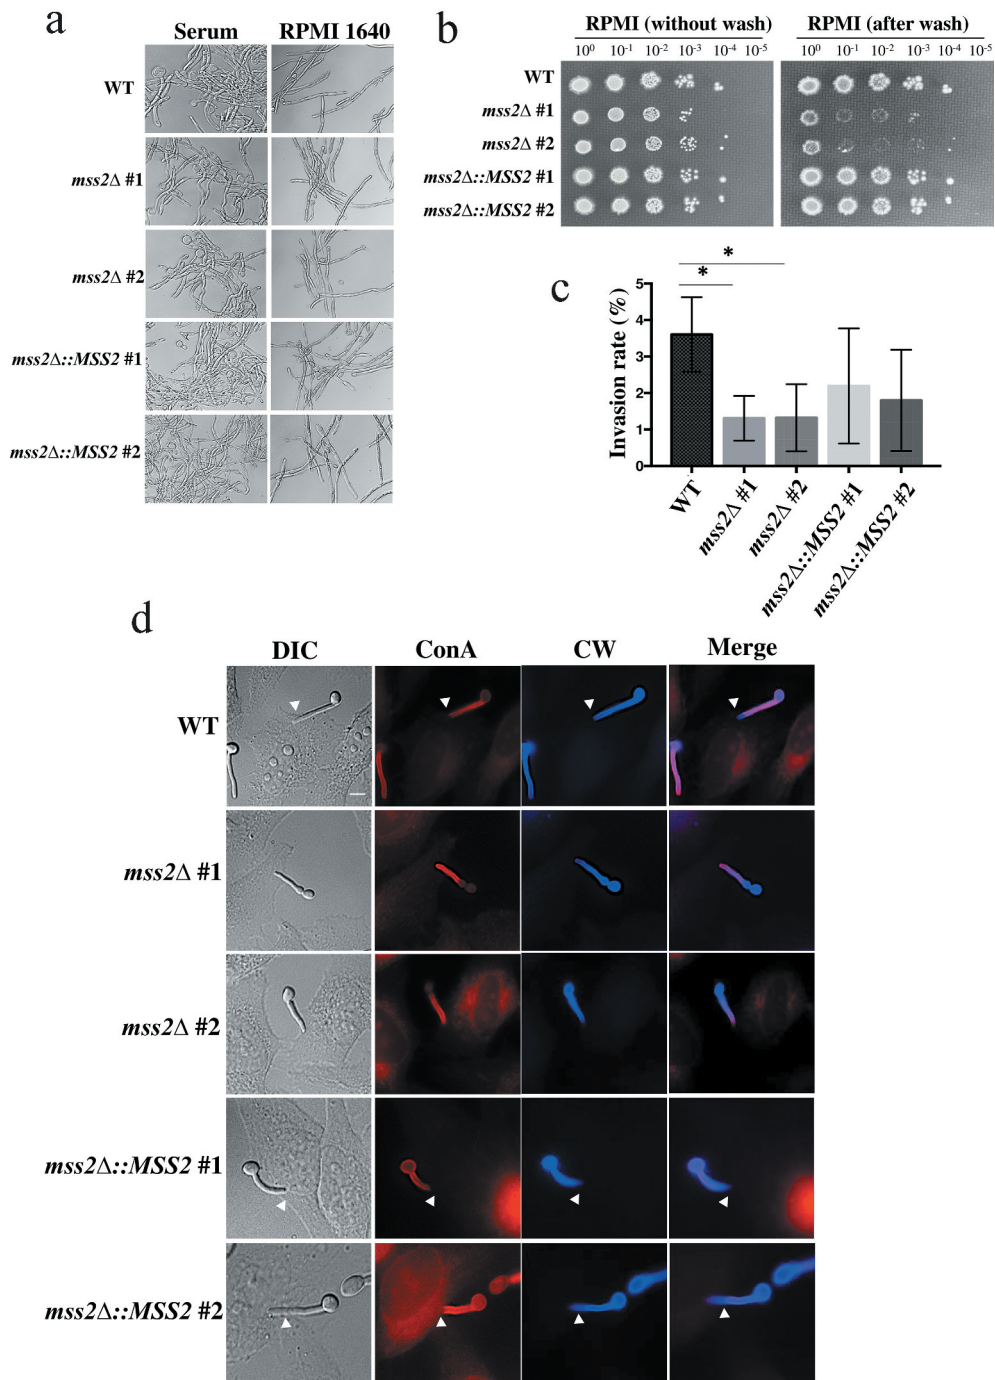 a
Serum RPMI 1640
WT
mss2Δ #1
mss2Δ #2
mss2Δ::MSS2 #1
mss2Δ::MSS2 #2
b
RPMI (without wash) RPMI (after wash)
10⁰ 10⁻¹ 10⁻² 10⁻³ 10⁻⁴ 10⁻⁵ 10⁰ 10⁻¹ 10⁻² 10⁻³ 10⁻⁴ 10⁻⁵
WT
mss2Δ #1
mss2Δ #2
mss2Δ::MSS2 #1
mss2Δ::MSS2 #2
c
Invasion rate (%)
5
4
3
2
1
0
* 
*
WT
mss2Δ #1
mss2Δ #2
mss2Δ::MSS2 #1
mss2Δ::MSS2 #2
d
DIC ConA CW Merge
WT
mss2Δ #1
mss2Δ #2
mss2Δ::MSS2 #1
mss2Δ::MSS2 #2